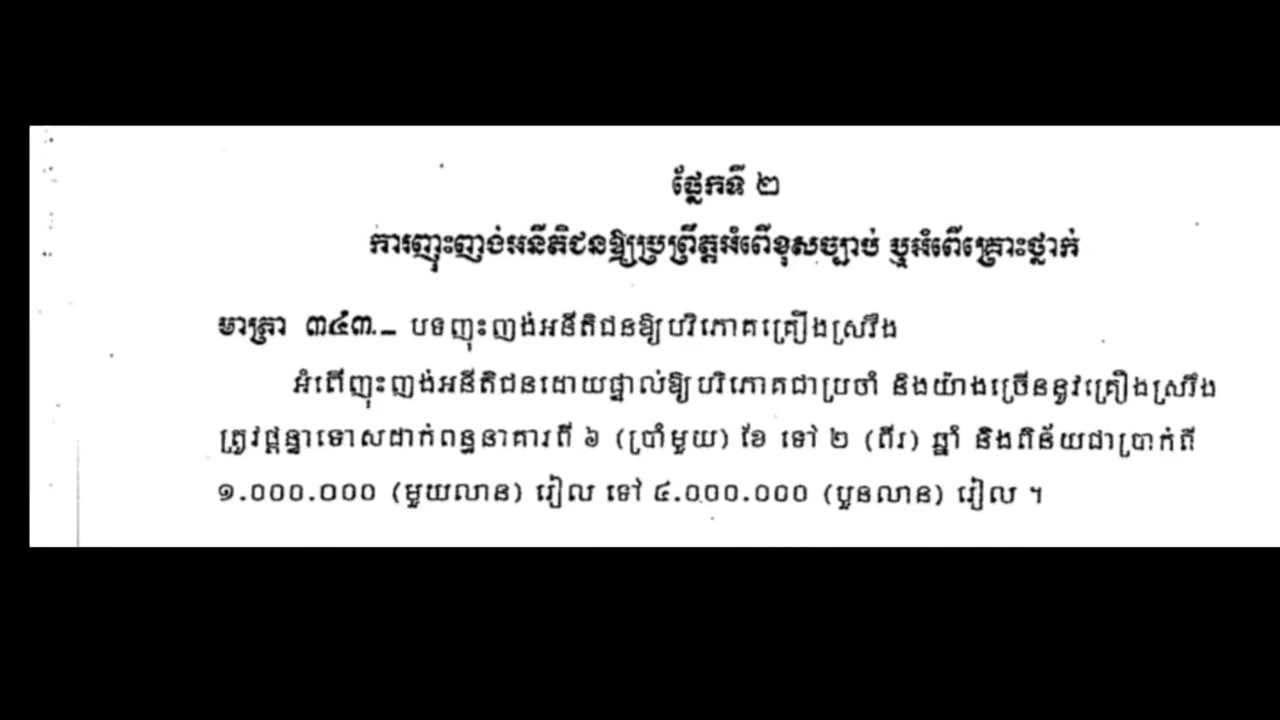 ផ្នែកទី ២
ការញុះញង់អនីតិជនឱ្យប្រព្រឹត្តអំពើខុសច្បាប់ ឬអំពើគ្រោះថ្នាក់
មាត្រា ៣៤៣._ បទញុះញង់អនីតិជនឱ្យបរិភោគគ្រឿងស្រវឹង
អំពើញុះញង់អនីតិជនដោយផ្ទាល់ឱ្យបរិភោគជាប្រចាំ និងយ៉ាងច្រើននូវគ្រឿងស្រវឹង
ត្រូវផ្តន្ទាទោសដាក់ពន្ធនាគារពី ៦ (ប្រាំមួយ) ខែ ទៅ ២ (ពីរ) ឆ្នាំ និងពិន័យជាប្រាក់ពី
១.០០០.០០០ (មួយលាន) រៀល ទៅ ៤.០០០.០០០ (បួនលាន) រៀល ។